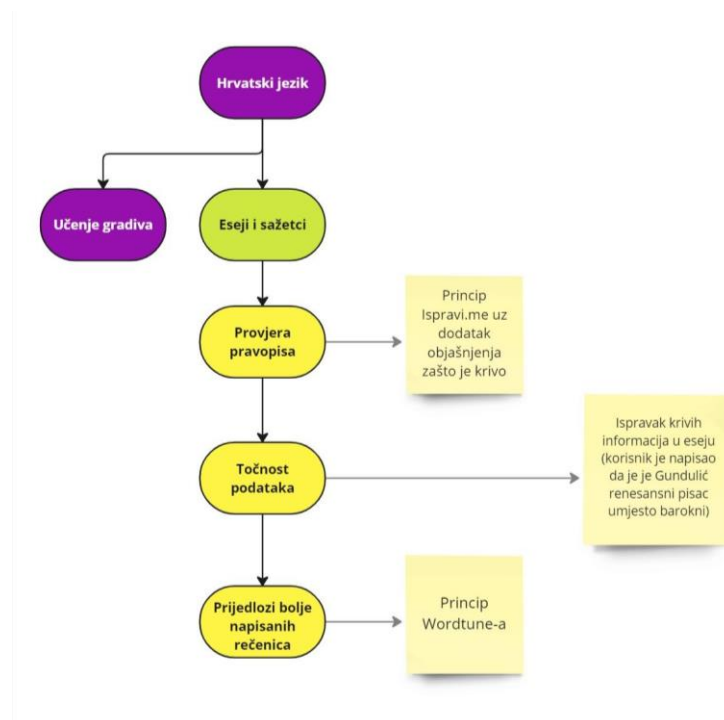 Hrvatski jezik
Učenje gradiva
Eseji i sažetci
Provjera
pravopisa
Princip
Ispravi.me uz
dodatak
objašnjenja
zašto je krivo
Točnost
podataka
Ispravak krivih
informacija u eseju
(korisnik je napisao
da je je Gundulić
renesansni pisac
umjesto barokni)
Prijedlozi bolje
napisanih
rečenica
Princip
Wordtune-a